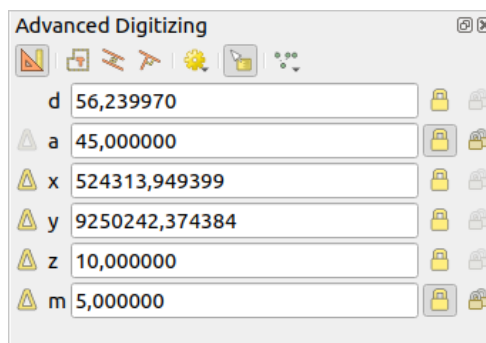 Advanced Digitizing
d 56,239970
a 45,000000
x 524313,949399
y 9250242,374384
z 10,000000
m 5,000000